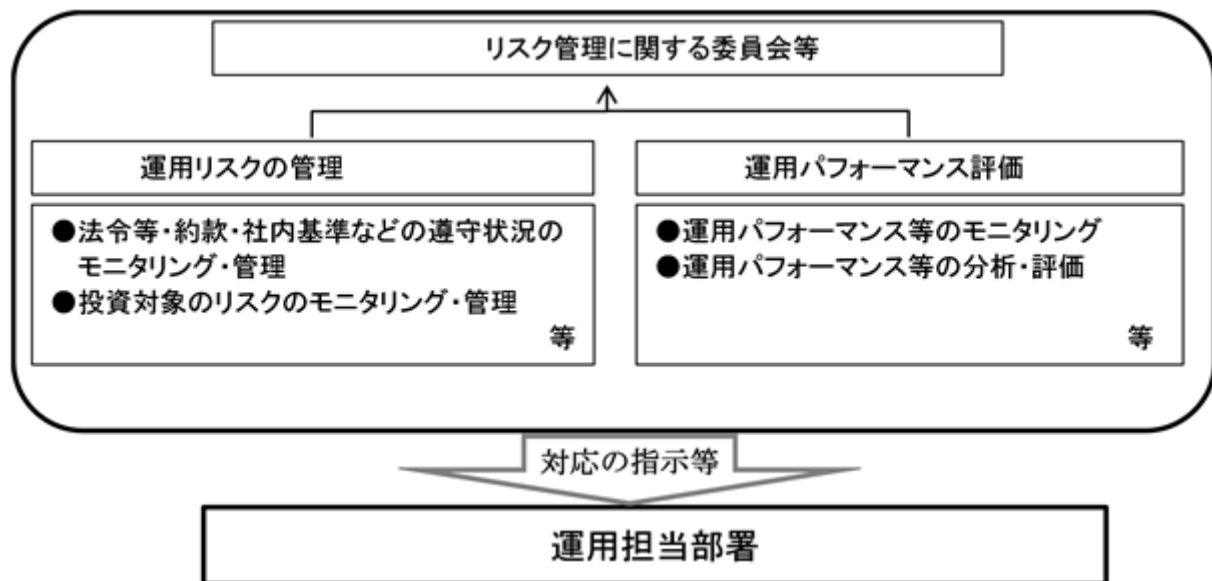 リスク管理に関する委員会等
運用リスクの管理
●法令等・約款・社内基準などの遵守状況の
モニタリング・管理
●投資対象のリスクのモニタリング・管理
等
運用パフォーマンス評価
●運用パフォーマンス等のモニタリング
●運用パフォーマンス等の分析・評価
等
対応の指示等
運用担当部署